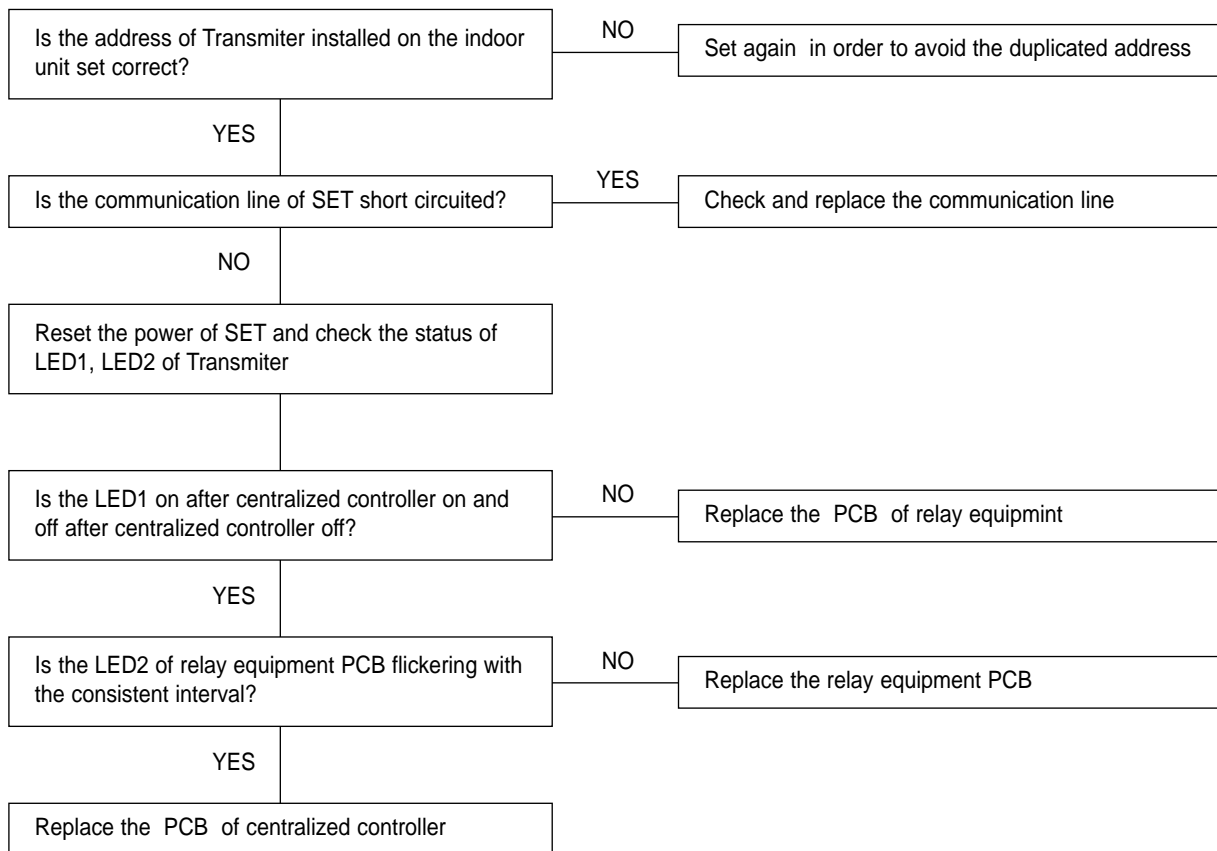 Is the address of Transmiter installed on the indoor
unit set correct?
NO
Set again in order to avoid the duplicated address
YES
Is the communication line of SET short circuited?
YES
Check and replace the communication line
NO
Reset the power of SET and check the status of
LED1, LED2 of Transmiter
Is the LED1 on after centralized controller on and
off after centralized controller off?
NO
Replace the PCB of relay equipmint
YES
Is the LED2 of relay equipment PCB flickering with
the consistent interval?
NO
Replace the relay equipment PCB
YES
Replace the PCB of centralized controller